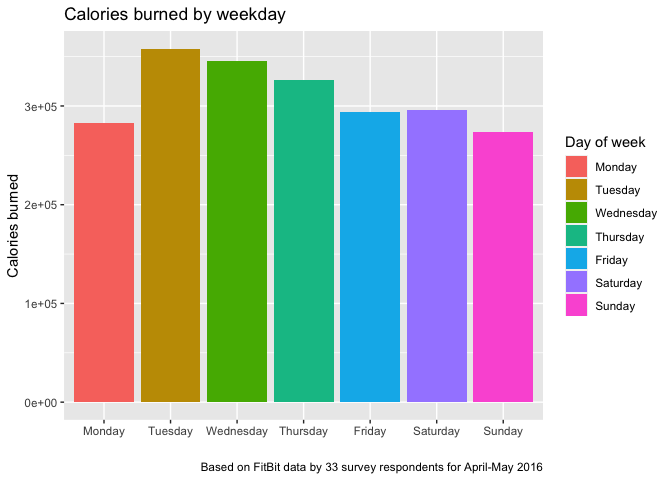 Calories burned by weekday
Calories burned
3e+05
2e+05
1e+05
0e+00
Monday Tuesday Wednesday Thursday Friday Saturday Sunday
Day of week
Monday
Tuesday
Wednesday
Thursday
Friday
Saturday
Sunday
Based on FitBit data by 33 survey respondents for April-May 2016